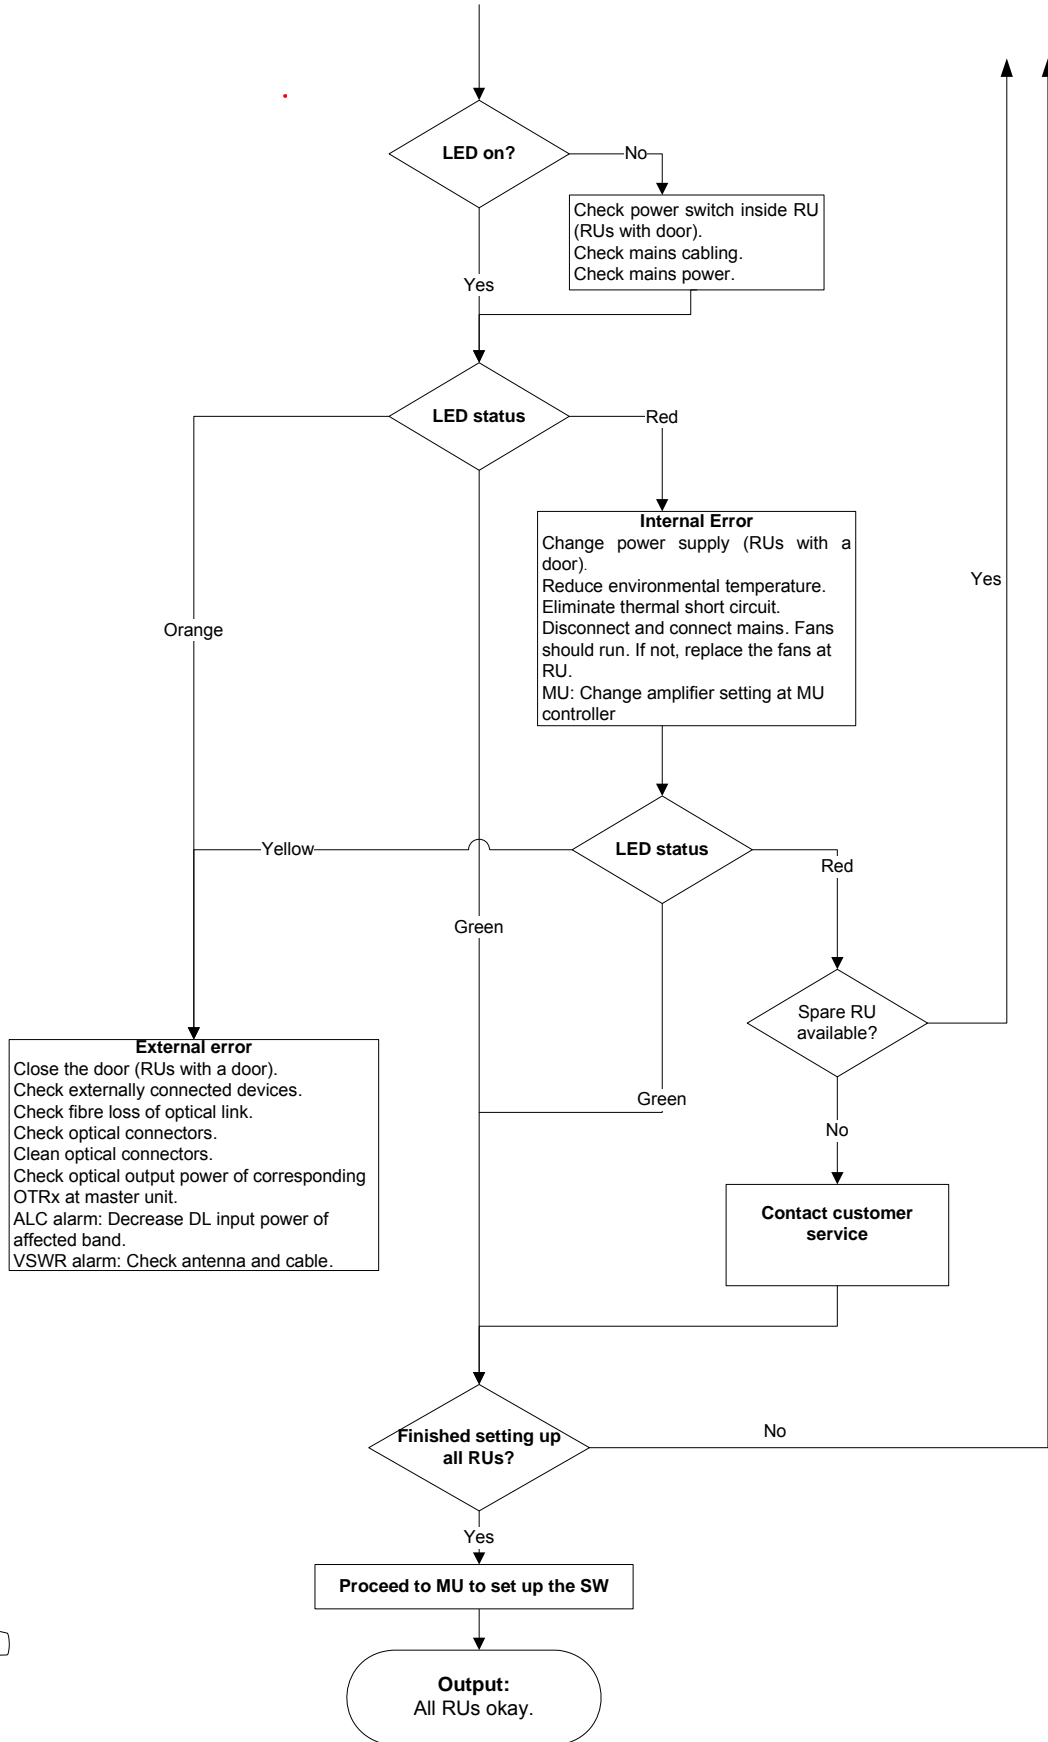 LED on?
No
Check power switch inside RU
(RUs with door).
Check mains cabling.
Check mains power.
Yes
LED status
Red
Internal Error
Change power supply (RUs with a
door).
Reduce environmental temperature.
Eliminate thermal short circuit.
Disconnect and connect mains. Fans
should run. If not, replace the fans at
RU.
MU: Change amplifier setting at MU
controller
Yes
Orange
Yellow
LED status
Red
Green
Spare RU
available?
External error
Close the door (RUs with a door).
Check externally connected devices.
Check fibre loss of optical link.
Check optical connectors.
Clean optical connectors.
Check optical output power of corresponding
OTRx at master unit.
ALC alarm: Decrease DL input power of
affected band.
VSWR alarm: Check antenna and cable.
Green
No
Contact customer
service
Finished setting up
all RUs?
No
Yes
Proceed to MU to set up the SW
Output:
All RUs okay.